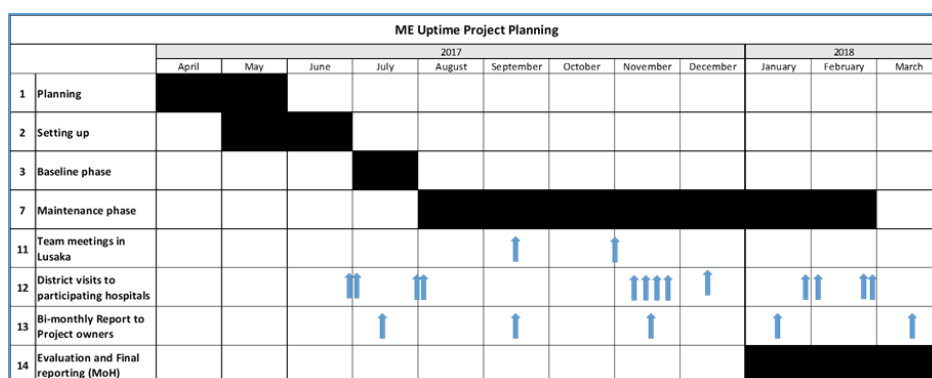 ME Uptime Project Planning
2017 2018
April May June July August September October November December January February March
1 Planning
2 Setting up
3 Baseline phase
7 Maintenance phase
11 Team meetings in
Lusaka
12 District visits to
participating hospitals
13 Bi-monthly Report to
Project owners
14 Evaluation and Final
reporting (MoH)